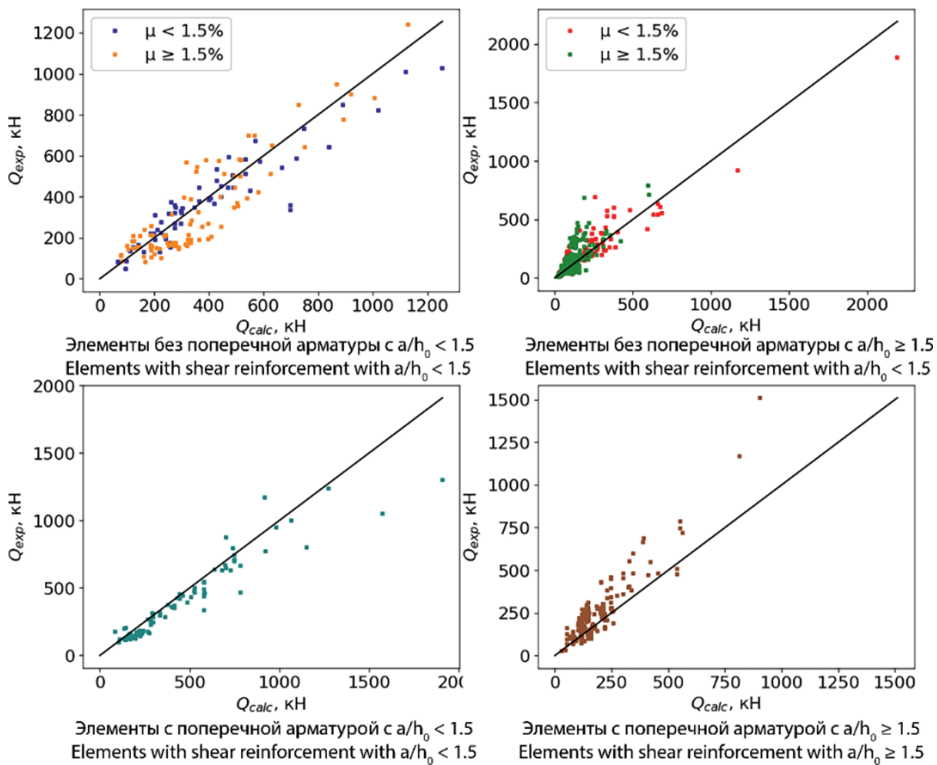 μ < 1.5%
μ ≥ 1.5%
1200
1000
800
600
400
200
0
Q_exp, кН
0 200 400 600 800 1000 1200
Q_calc, кН
Элементы без поперечной арматуры с a/h₀ < 1.5
Elements with shear reinforcement with a/h₀ < 1.5
μ < 1.5%
μ ≥ 1.5%
2000
1500
1000
500
0
Q_exp, кН
0 500 1000 1500 2000
Q_calc, кН
Элементы без поперечной арматуры с a/h₀ ≥ 1.5
Elements with shear reinforcement with a/h₀ < 1.5
2000
1500
1000
500
0
Q_exp, кН
0 500 1000 1500
Q_calc, кН
Элементы с поперечной арматурой с a/h₀ < 1.5
Elements with shear reinforcement with a/h₀ < 1.5
1500
1250
1000
750
500
250
0
Q_exp, кН
0 250 500 750 1000 1250 1500
Q_calc, кН
Элементы с поперечной арматурой с a/h₀ ≥ 1.5
Elements with shear reinforcement with a/h₀ ≥ 1.5